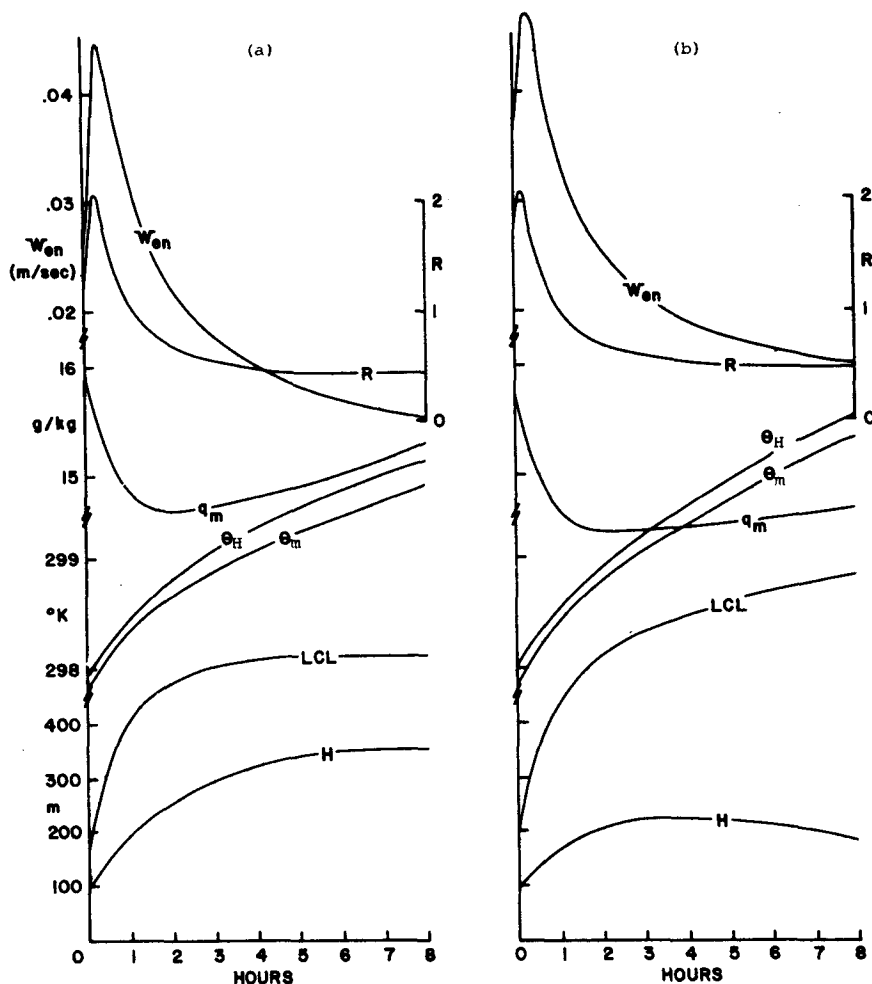 (a)
.04
.03
Wen
(m/sec)
.02
16
g/kg
15
299
°K
298
400
300
m
200
100
0 1 2 3 4 5 6 7 8
HOURS
Wen
R
qm
θH
θm
LCL
H
2
R
1
0
(b)
Wen
R
θH
θm
qm
LCL
H
2
R
1
0
0 1 2 3 4 5 6 7 8
HOURS